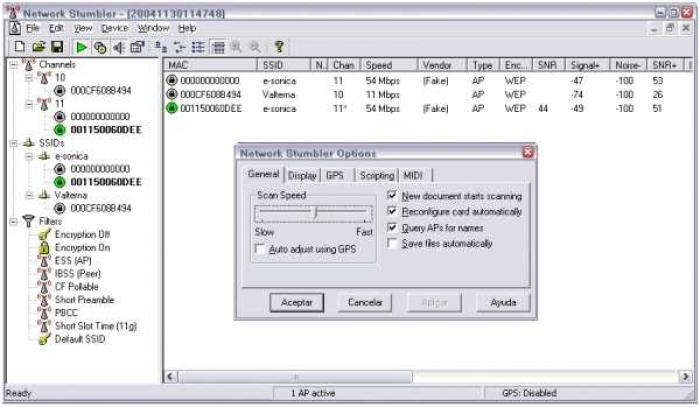 Network Stumbler - [20041130114748]
File Edit View Device Window Help
Channels
10
000CF608B494
11
000000000000
001150060DEE
SSIDs
e-sonica
000000000000
001150060DEE
Valterna
000CF608B494
Filters
Encryption Off
Encryption On
ESS (AP)
IBSS (Peer)
CF Pollable
Short Preamble
PBCC
Short Slot Time (11g)
Default SSID
MAC SSID N.. Chan Speed Vendor Type Enc... SNR Signal+ Noise- SNR+
000000000000 e-sonica 11 54 Mbps (Fake) AP WEP -47 -100 53
000CF608B494 Valterna 10 11 Mbps AP WEP -74 -100 26
001150060DEE e-sonica 11* 54 Mbps (Fake) AP WEP 44 -49 -100 51
Network Stumbler Options
General Display GPS Scripting MIDI
Scan Speed
Slow Fast
Auto adjust using GPS
New document starts scanning
Reconfigure card automatically
Query APs for names
Save files automatically
Aceptar Cancelar Aplicar Ayuda
Ready 1 AP active GPS: Disabled